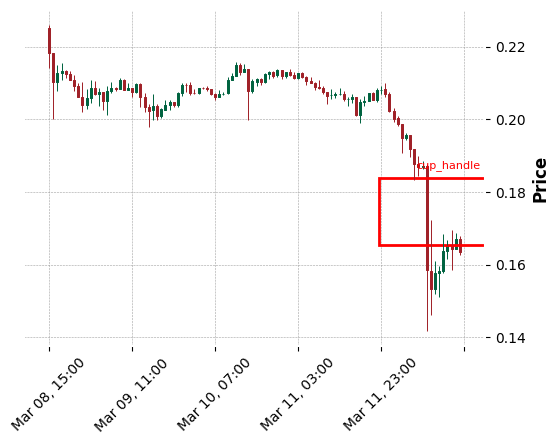 0.22
0.20
cup_handle
0.18
0.16
0.14
Price
Mar 08, 15:00
Mar 09, 11:00
Mar 10, 07:00
Mar 11, 03:00
Mar 11, 23:00